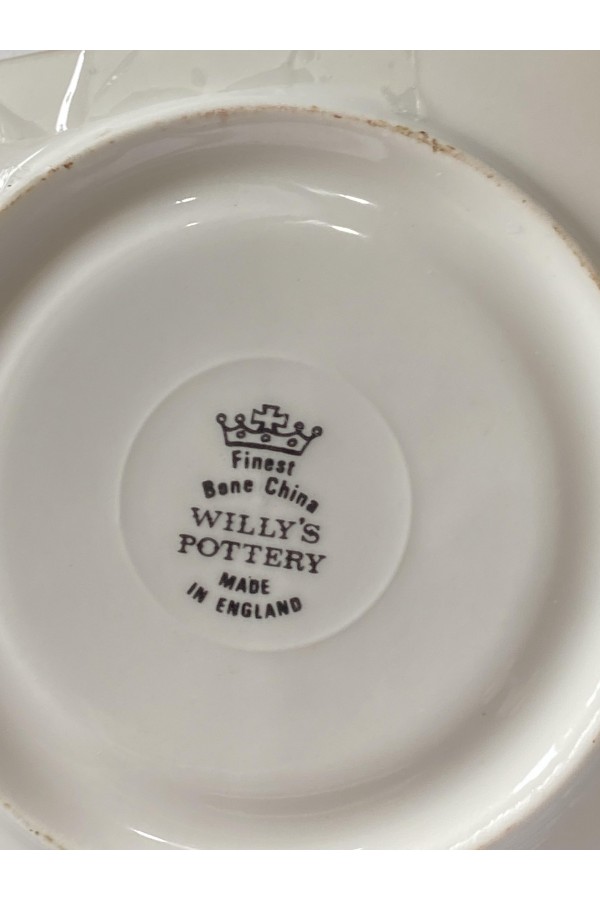 Finest
Bone China
WILLY'S
POTTERY
MADE
IN ENGLAND